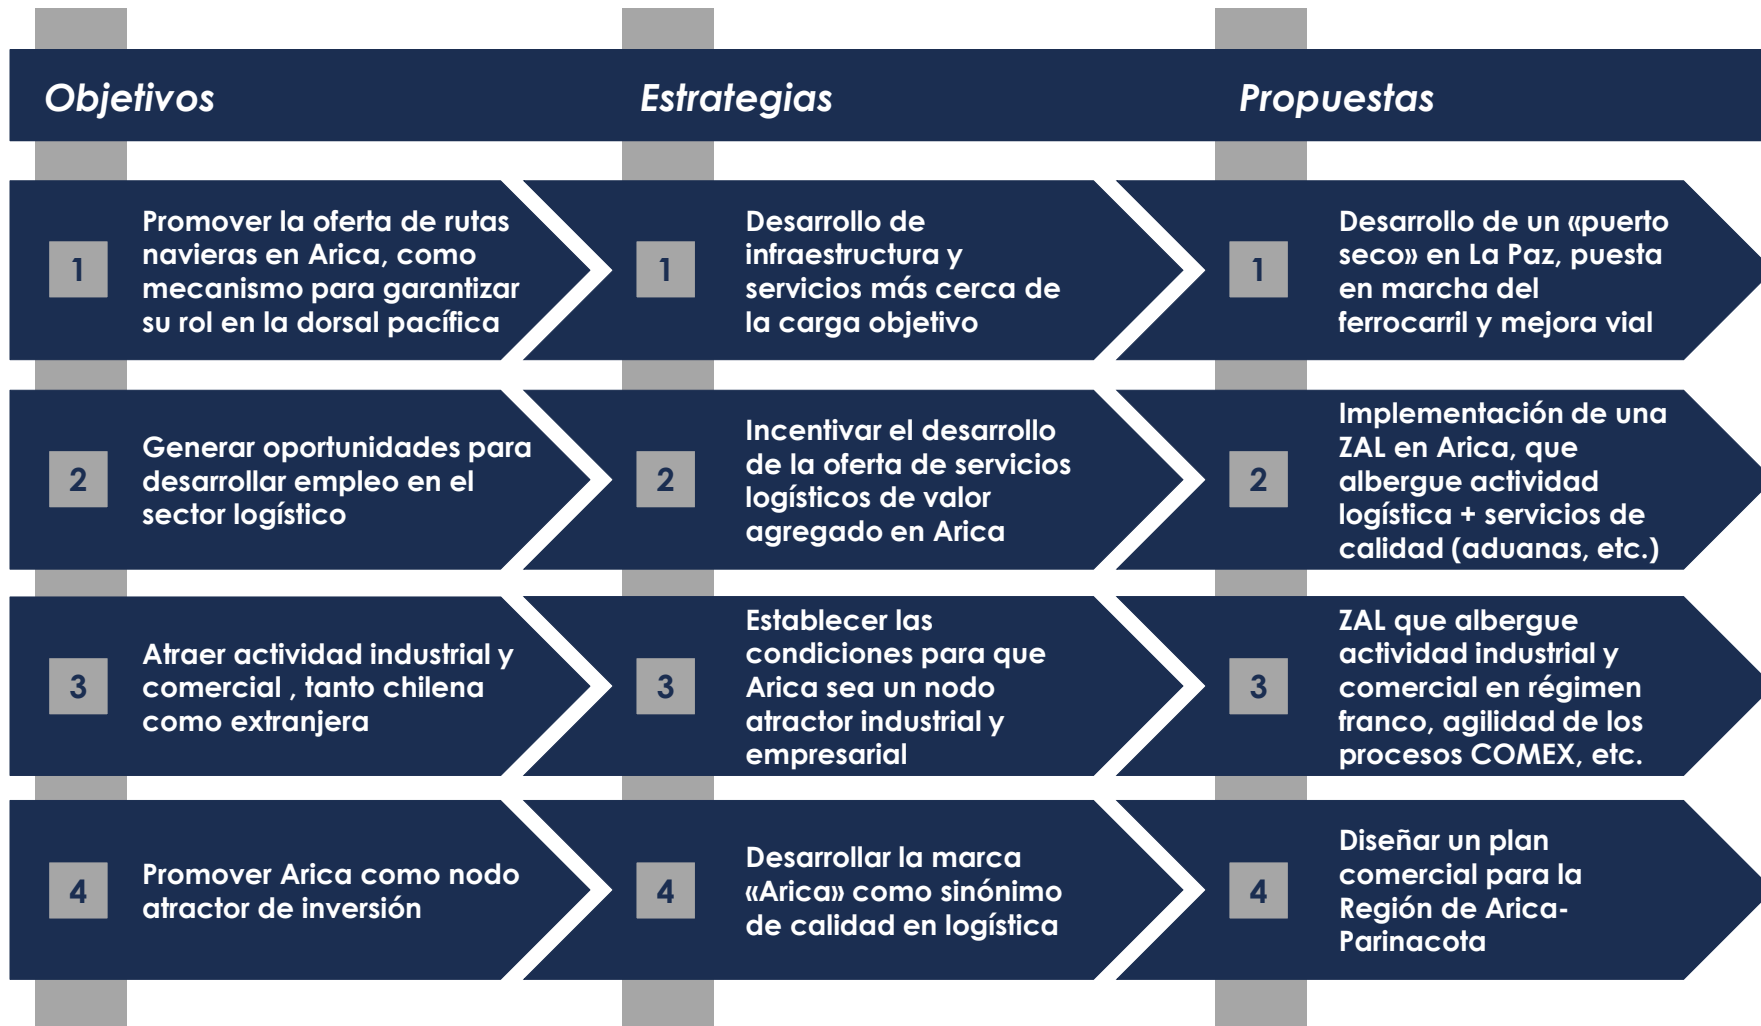 Objetivos
Estrategias
Propuestas
1
Promover la oferta de rutas
navieras en Arica, como
mecanismo para garantizar
su rol en la dorsal pacífica
1
Desarrollo de
infraestructura y
servicios más cerca de
la carga objetivo
1
Desarrollo de un «puerto
seco» en La Paz, puesta
en marcha del
ferrocarril y mejora vial
2
Generar oportunidades para
desarrollar empleo en el
sector logístico
2
Incentivar el desarrollo
de la oferta de servicios
logísticos de valor
agregado en Arica
2
Implementación de una
ZAL en Arica, que
albergue actividad
logística + servicios de
calidad (aduanas, etc.)
3
Atraer actividad industrial y
comercial , tanto chilena
como extranjera
3
Establecer las
condiciones para que
Arica sea un nodo
atractor industrial y
empresarial
3
ZAL que albergue
actividad industrial y
comercial en régimen
franco, agilidad de los
procesos COMEX, etc.
4
Promover Arica como nodo
atractor de inversión
4
Desarrollar la marca
«Arica» como sinónimo
de calidad en logística
4
Diseñar un plan
comercial para la
Región de Arica-
Parinacota